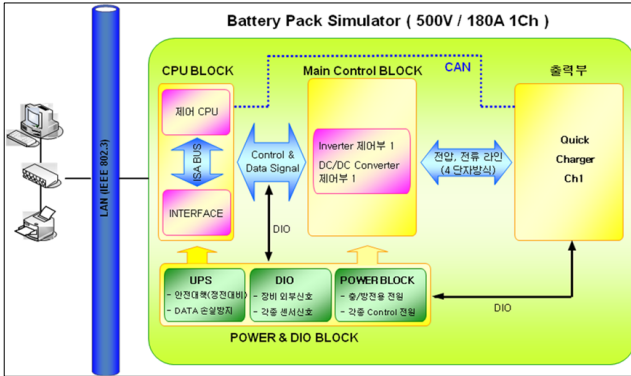 Battery Pack Simulator ( 500V / 180A 1Ch )
LAN (IEEE 802.3)
CPU BLOCK
Main Control BLOCK
CAN
출력부
제어 CPU
ISA BUS
INTERFACE
Control &
Data Signal
Inverter 제어부 1
DC/DC Converter
제어부 1
전압, 전류 라인
(4 단자방식)
Quick
Charger
Ch1
DIO
UPS
- 안전대책(정전대비)
- DATA 손실방지
DIO
- 장비 외부신호
- 각종 센서신호
POWER BLOCK
- 충/방전용 전원
- 각종 Control 전원
DIO
POWER & DIO BLOCK